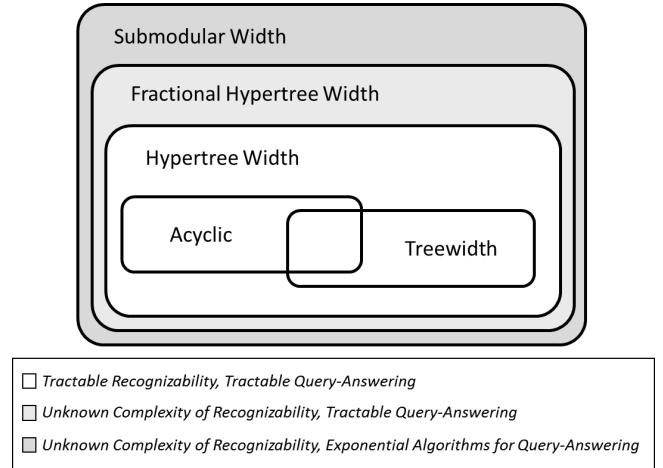 Submodular Width
Fractional Hypertree Width
Hypertree Width
Acyclic
Treewidth
Tractable Recognizability, Tractable Query-Answering
Unknown Complexity of Recognizability, Tractable Query-Answering
Unknown Complexity of Recognizability, Exponential Algorithms for Query-Answering